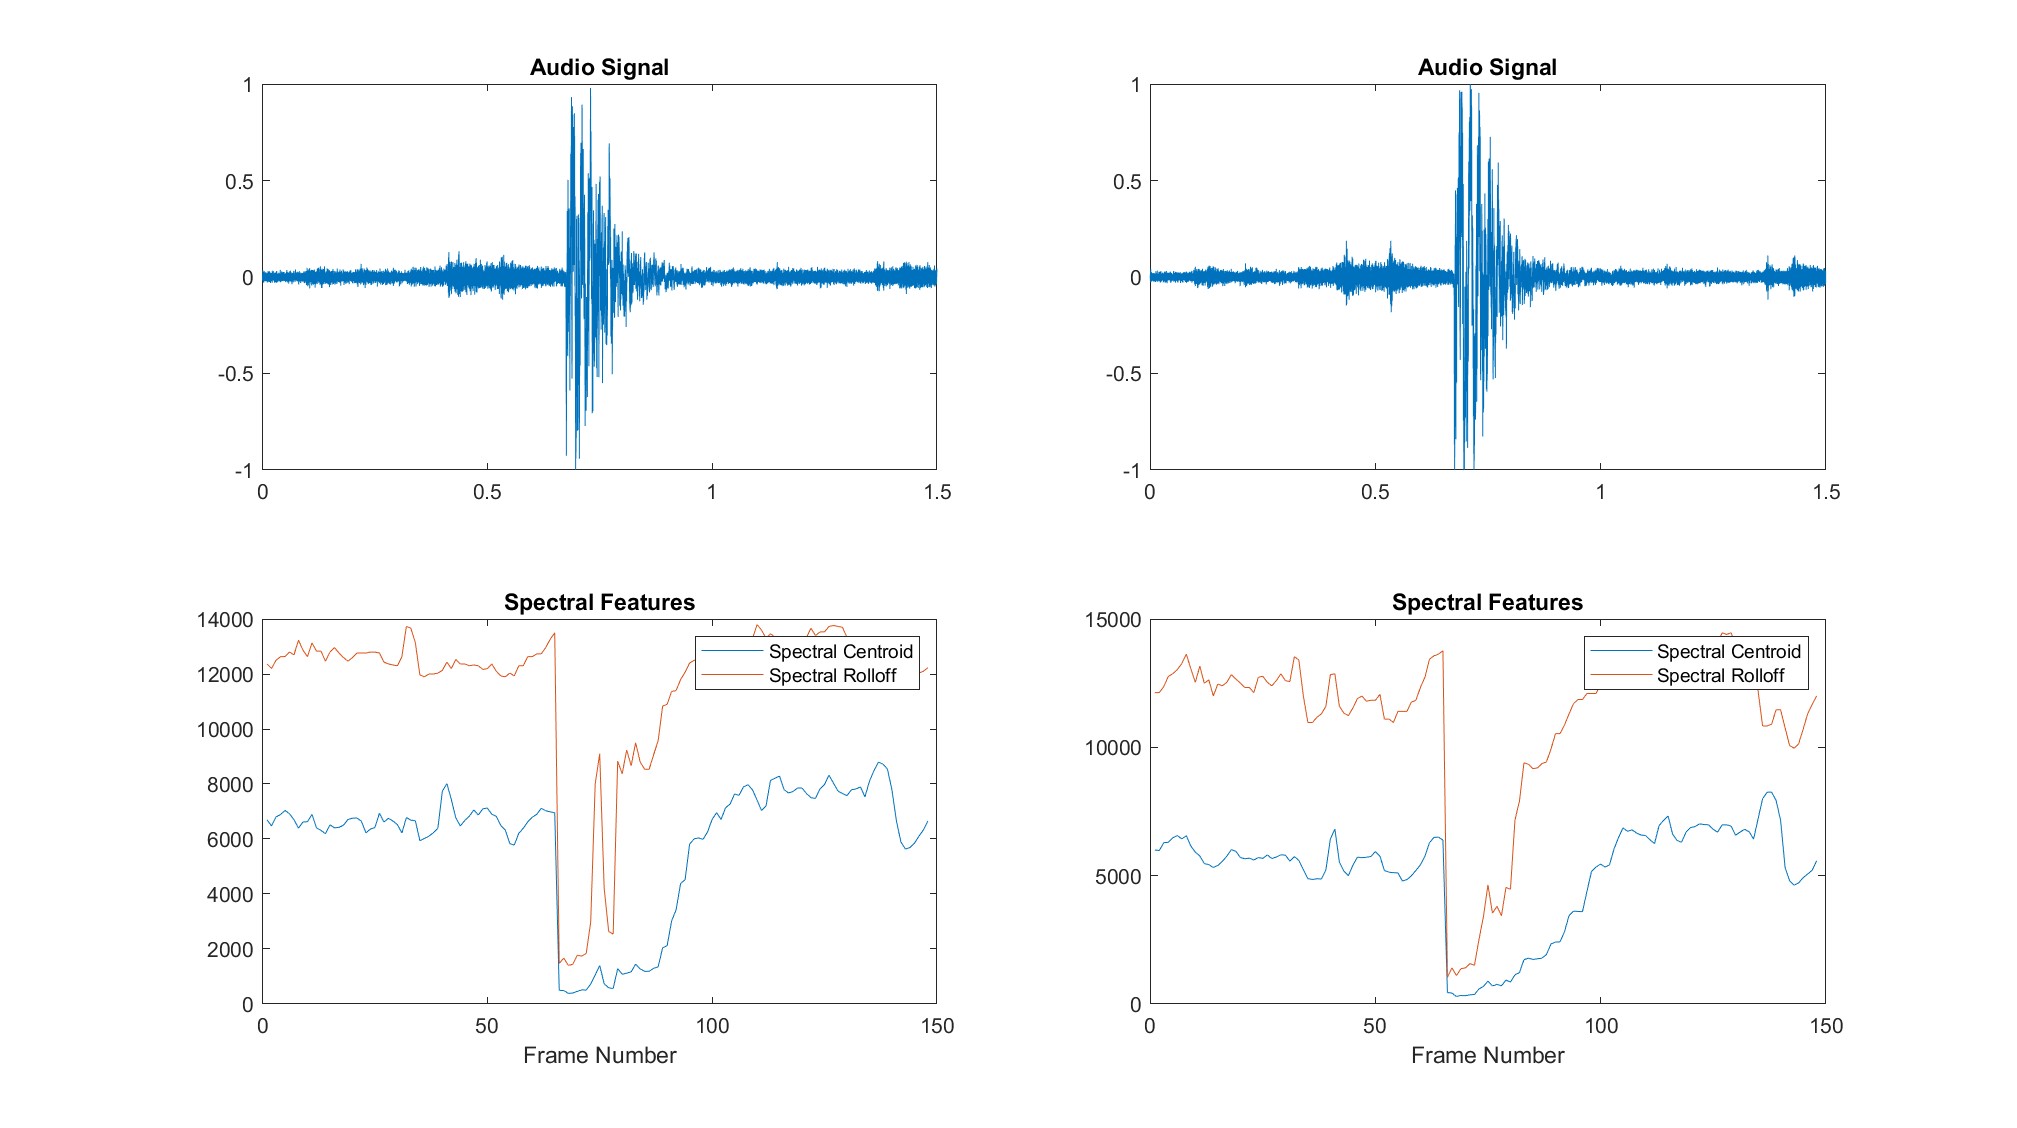 Audio Signal
1
0.5
0
-0.5
-1
0 0.5 1 1.5
Audio Signal
1
0.5
0
-0.5
-1
0 0.5 1 1.5
Spectral Features
14000
12000
10000
8000
6000
4000
2000
0
Spectral Centroid
Spectral Rolloff
0 50 100 150
Frame Number
Spectral Features
15000
10000
5000
0
Spectral Centroid
Spectral Rolloff
0 50 100 150
Frame Number